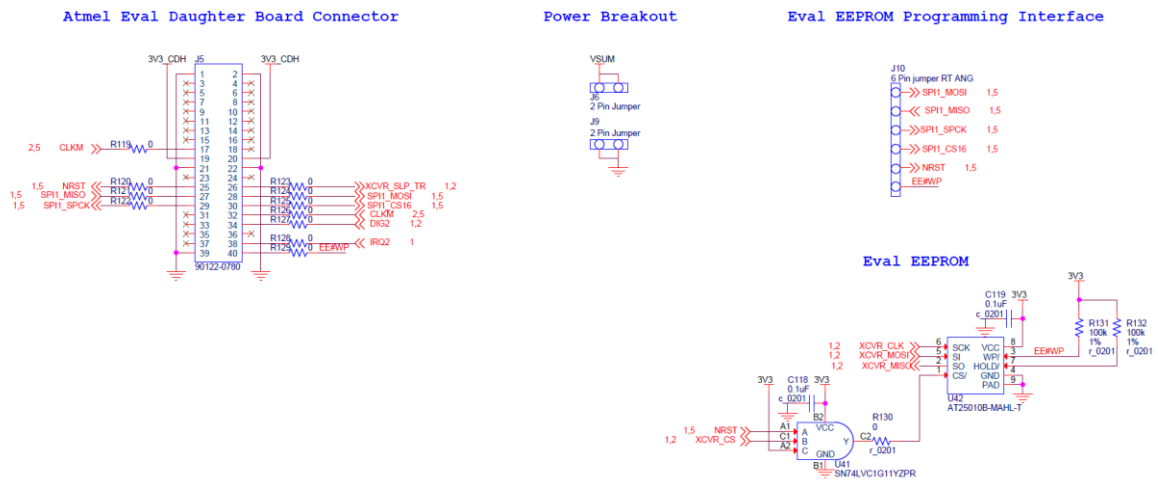 Atmel Eval Daughter Board Connector
Power Breakout
Eval EEPROM Programming Interface
3V3_CDH
J5
3V3_CDH
1 2
3 4
5 6
7 8
9 10
11 12
13 14
15 16
17 18
19 20
21 22
23 24
25 26
27 28
29 30
31 32
33 34
35 36
37 38
39 40
90122-0780
2,5 CLKM R119 0
1,5 NRST R120 0
1,5 SPI1_MISO R121 0
1,5 SPI1_SPCK R122 0
R123 0 XCVR_SLP_TR 1,2
R124 0 SPI1_MOSI 1,5
R125 0 SPI1_CS16 1,5
R126 0 CLKM 2,5
R127 0 DIG2 1,2
R128 0 IRQ2 1
R129 0 EE#WP
VSUM
J6
2 Pin Jumper
J9
2 Pin Jumper
J10
6 Pin jumper RT ANG
SPI1_MOSI 1,5
SPI1_MISO 1,5
SPI1_SPCK 1,5
SPI1_CS16 1,5
NRST 1,5
EE#WP
Eval EEPROM
3V3
C119
0.1uF
c_0201
3V3
R131
100k
1%
r_0201
R132
100k
1%
r_0201
1,2 XCVR_CLK 6 SCK VCC 8
1,2 XCVR_MOSI 5 SI WP/ 3 EE#WP
1,2 XCVR_MISO 2 SO HOLD/ 7
1 CS/ GND 4
PAD 9
U42
AT25010B-MAHL-T
3V3
C118
0.1uF
c_0201
3V3
B2
VCC
1,5 NRST A1 A
1,2 XCVR_CS C1 B
A2 C
Y C2
GND
B1
R130
0
r_0201
U41
SN74LVC1G11YZPR